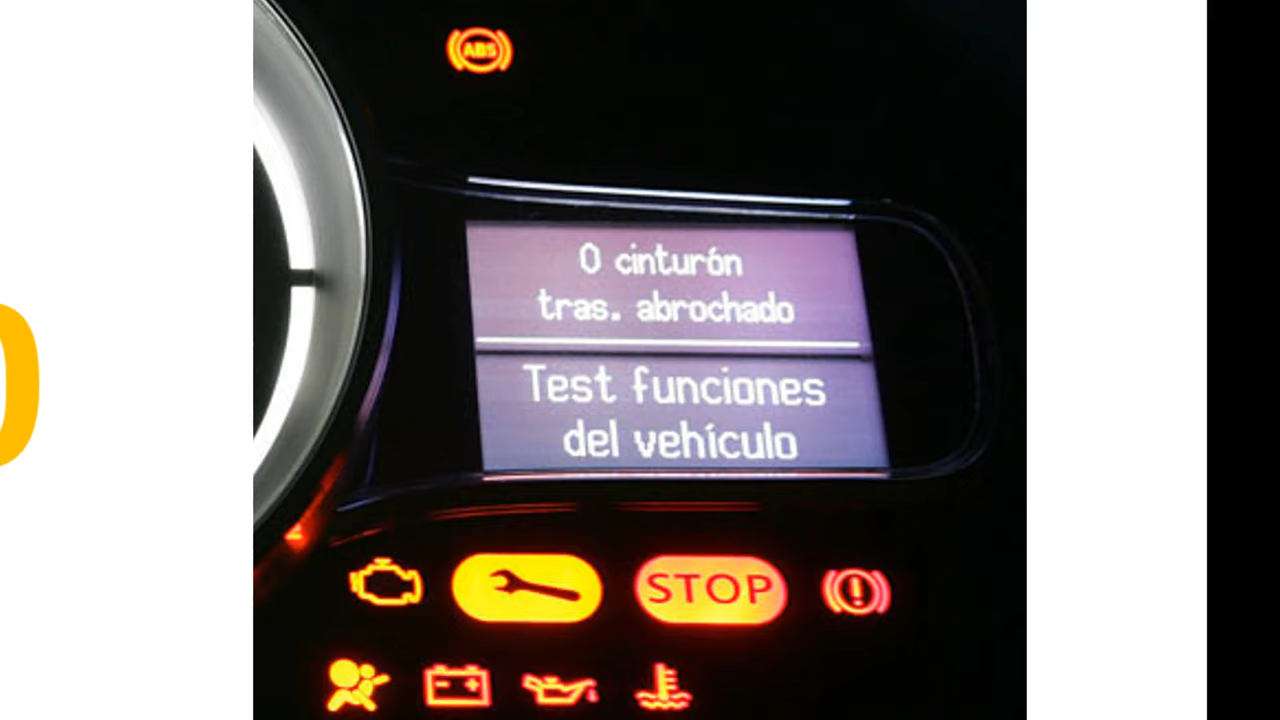 ABS
0 cinturón
tras. abrochado
Test funciones
del vehículo
STOP